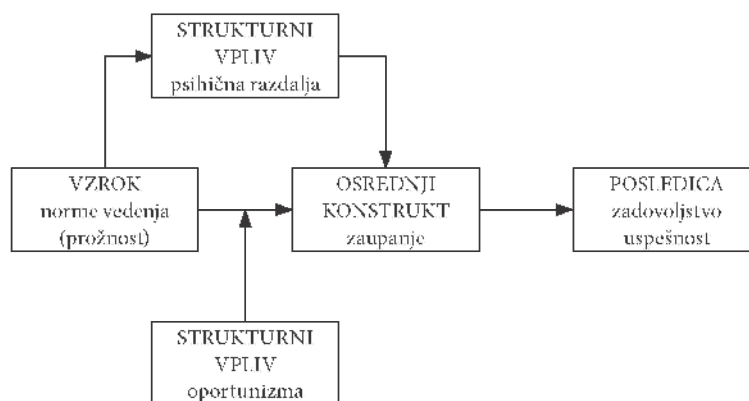 STRUKTURNI
VPLIV
psihična razdalja
VZROK
norme vedenja
(prožnost)
OSREDNJI
KONSTRUKT
zaupanje
POSLEDICA
zadovoljstvo
uspešnost
STRUKTURNI
VPLIV
oportunizma